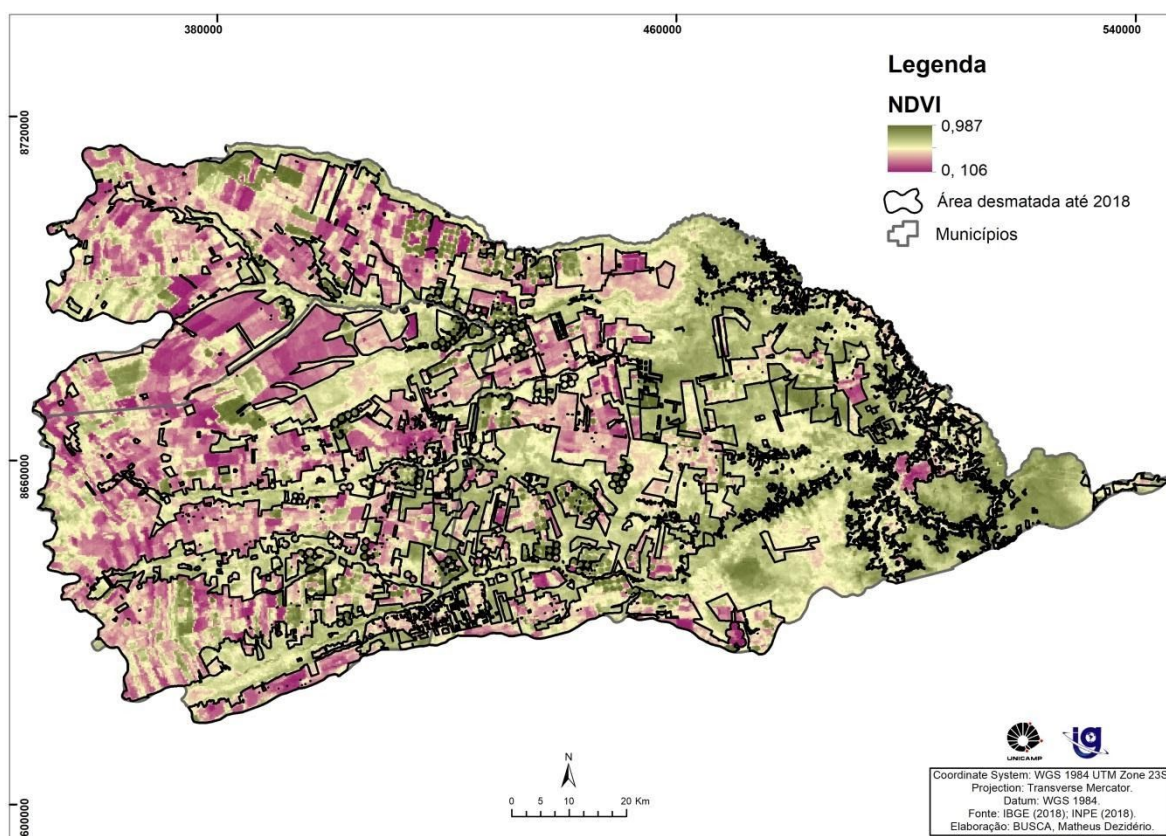 380000
460000
540000
8720000
8660000
600000
Legenda
NDVI
0,987
0, 106
Área desmatada até 2018
Municípios
N
0 5 10 20 Km
UNICAMP
ig
Coordinate System: WGS 1984 UTM Zone 23S
Projection: Transverse Mercator.
Datum: WGS 1984.
Fonte: IBGE (2018); INPE (2018).
Elaboração: BUSCA, Matheus Dezidério.